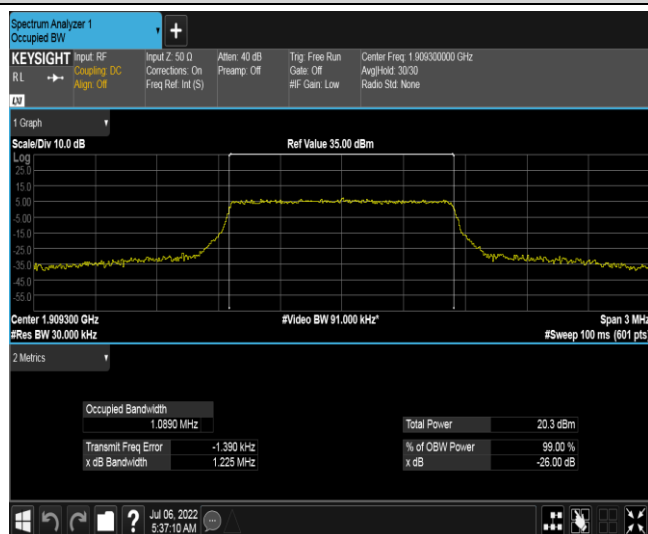 Spectrum Analyzer 1
Occupied BW
KEYSIGHT
Input: RF
Coupling: DC
Align: Off
Input Z: 50 Ω
Corrections: On
Freq Ref: Int (S)
Atten: 40 dB
Preamp: Off
Trig: Free Run
Gate: Off
#IF Gain: Low
Center Freq: 1.909300000 GHz
Avg|Hold: 30/30
Radio Std: None
R L
LXI
1 Graph
Scale/Div 10.0 dB
Ref Value 35.00 dBm
Log
25.0
15.0
5.00
-5.00
-15.0
-25.0
-35.0
-45.0
-55.0
Center 1.909300 GHz
#Video BW 91.000 kHz*
Span 3 MHz
#Res BW 30.000 kHz
#Sweep 100 ms (601 pts)
2 Metrics
Occupied Bandwidth
1.0890 MHz
Total Power 20.3 dBm
Transmit Freq Error -1.390 kHz
% of OBW Power 99.00 %
x dB Bandwidth 1.225 MHz
x dB -26.00 dB
?
Jul 06, 2022
5:37:10 AM